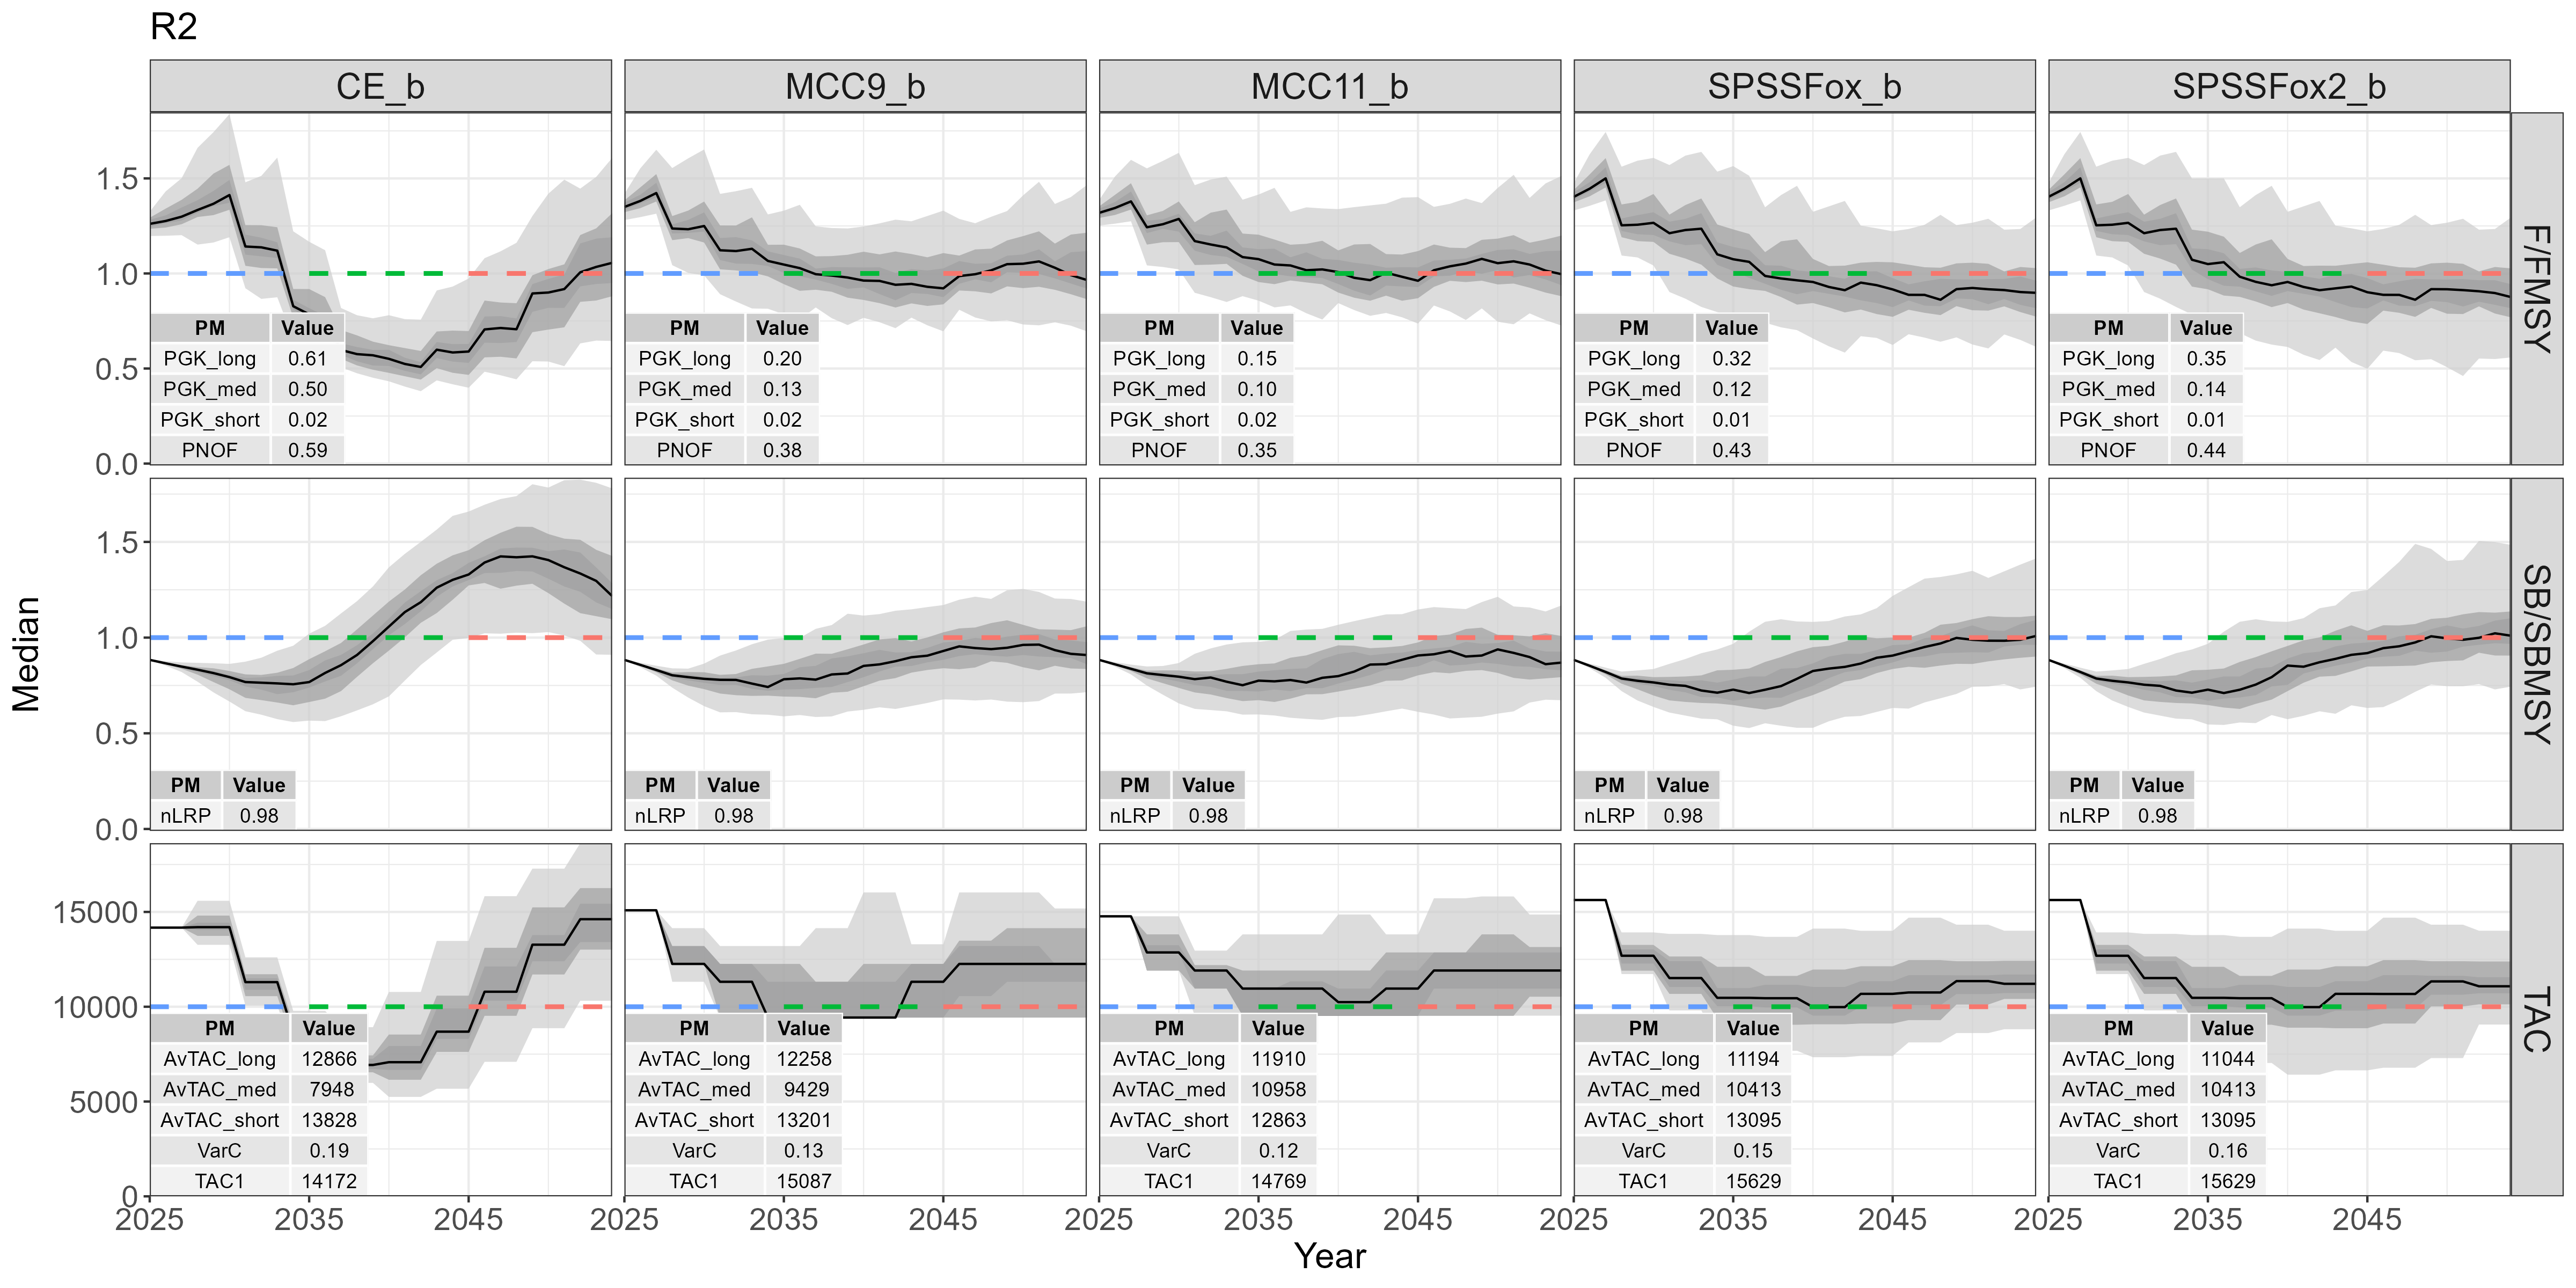 R2
CE_b MCC9_b MCC11_b SPSSFox_b SPSSFox2_b
Median
1.5
1.0
0.5
0.0
PM Value
PGK_long 0.61
PGK_med 0.50
PGK_short 0.02
PNOF 0.59
PM Value
PGK_long 0.20
PGK_med 0.13
PGK_short 0.02
PNOF 0.38
PM Value
PGK_long 0.15
PGK_med 0.10
PGK_short 0.02
PNOF 0.35
PM Value
PGK_long 0.32
PGK_med 0.12
PGK_short 0.01
PNOF 0.43
PM Value
PGK_long 0.35
PGK_med 0.14
PGK_short 0.01
PNOF 0.44
F/FMSY
1.5
1.0
0.5
0.0
PM Value
nLRP 0.98
PM Value
nLRP 0.98
PM Value
nLRP 0.98
PM Value
nLRP 0.98
PM Value
nLRP 0.98
SB/SBMSY
15000
10000
5000
0
PM Value
AvTAC_long 12866
AvTAC_med 7948
AvTAC_short 13828
VarC 0.19
TAC1 14172
PM Value
AvTAC_long 12258
AvTAC_med 9429
AvTAC_short 13201
VarC 0.13
TAC1 15087
PM Value
AvTAC_long 11910
AvTAC_med 10958
AvTAC_short 12863
VarC 0.12
TAC1 14769
PM Value
AvTAC_long 11194
AvTAC_med 10413
AvTAC_short 13095
VarC 0.15
TAC1 15629
PM Value
AvTAC_long 11044
AvTAC_med 10413
AvTAC_short 13095
VarC 0.16
TAC1 15629
TAC
2025 2035 2045 2025 2035 2045 2025 2035 2045 2025 2035 2045 2025 2035 2045
Year